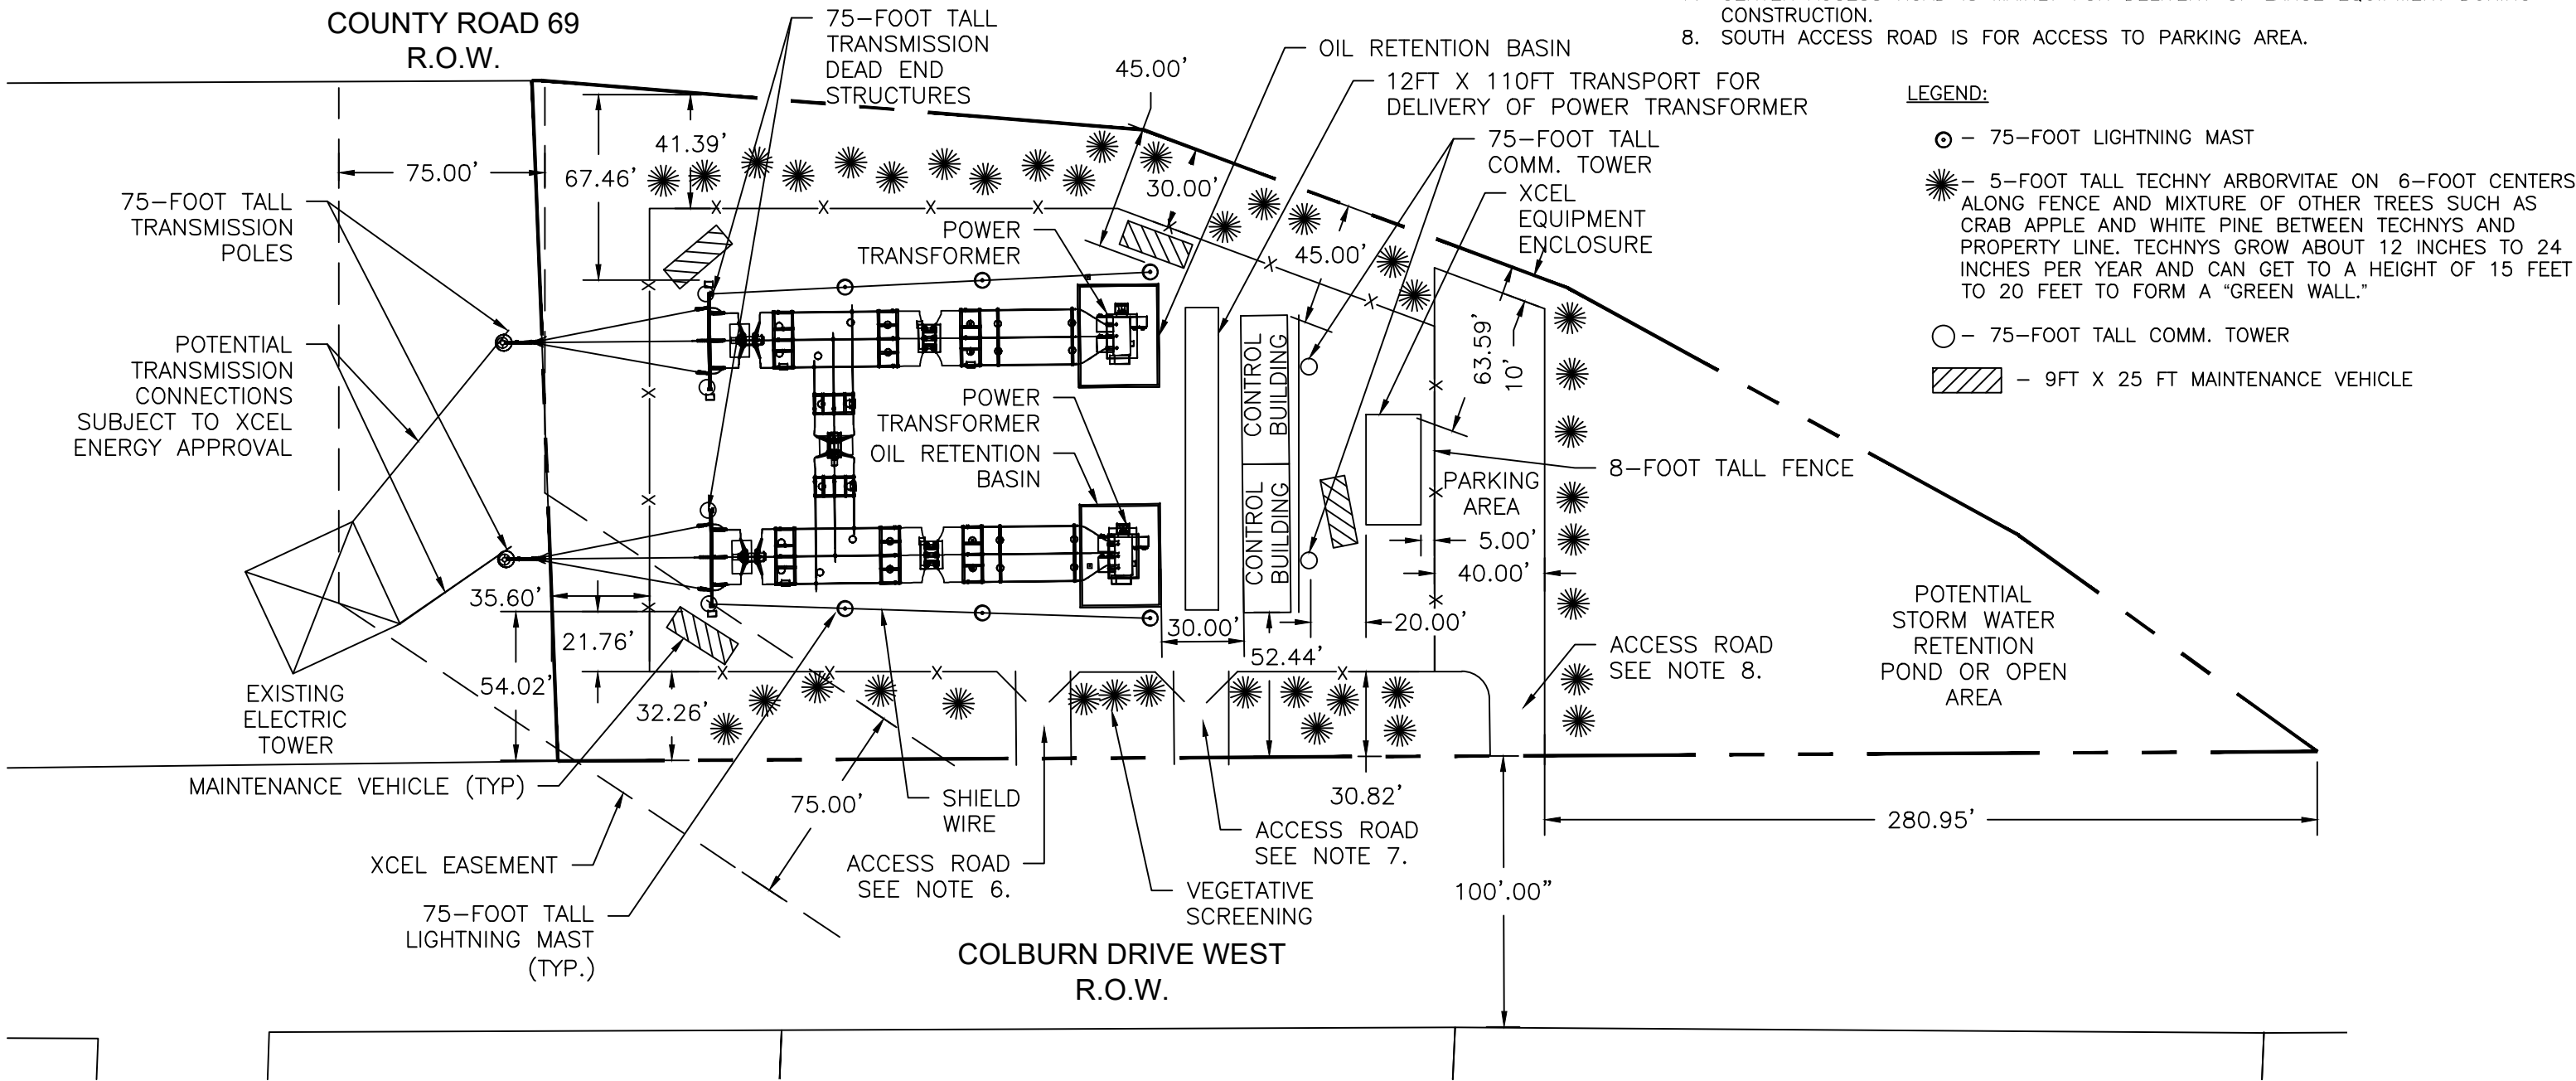 CONSTRUCTION.
8. SOUTH ACCESS ROAD IS FOR ACCESS TO PARKING AREA.
COUNTY ROAD 69
R.O.W.
75-FOOT TALL
TRANSMISSION
DEAD END
STRUCTURES
45.00'
OIL RETENTION BASIN
12FT X 110FT TRANSPORT FOR
DELIVERY OF POWER TRANSFORMER
75-FOOT TALL
COMM. TOWER
XCEL
EQUIPMENT
ENCLOSURE
LEGEND:
- 75-FOOT LIGHTNING MAST
- 5-FOOT TALL TECHNY ARBORVITAE ON 6-FOOT CENTERS
ALONG FENCE AND MIXTURE OF OTHER TREES SUCH AS
CRAB APPLE AND WHITE PINE BETWEEN TECHNYS AND
PROPERTY LINE. TECHNYS GROW ABOUT 12 INCHES TO 24
INCHES PER YEAR AND CAN GET TO A HEIGHT OF 15 FEET
TO 20 FEET TO FORM A “GREEN WALL.”
- 75-FOOT TALL COMM. TOWER
- 9FT X 25 FT MAINTENANCE VEHICLE
41.39'
67.46'
75.00'
30.00'
45.00'
75-FOOT TALL
TRANSMISSION
POLES
POWER
TRANSFORMER
POTENTIAL
TRANSMISSION
CONNECTIONS
SUBJECT TO XCEL
ENERGY APPROVAL
63.59'
10'
CONTROL
BUILDING
POWER
TRANSFORMER
OIL RETENTION
BASIN
CONTROL
BUILDING
8-FOOT TALL FENCE
PARKING
AREA
5.00'
40.00'
20.00'
35.60'
21.76'
54.02'
32.26'
30.00'
52.44'
ACCESS ROAD
SEE NOTE 8.
POTENTIAL
STORM WATER
RETENTION
POND OR OPEN
AREA
EXISTING
ELECTRIC
TOWER
MAINTENANCE VEHICLE (TYP)
75.00'
SHIELD
WIRE
30.82'
280.95'
XCEL EASEMENT
ACCESS ROAD
SEE NOTE 6.
ACCESS ROAD
SEE NOTE 7.
VEGETATIVE
SCREENING
100'.00"
75-FOOT TALL
LIGHTNING MAST
(TYP.)
COLBURN DRIVE WEST
R.O.W.